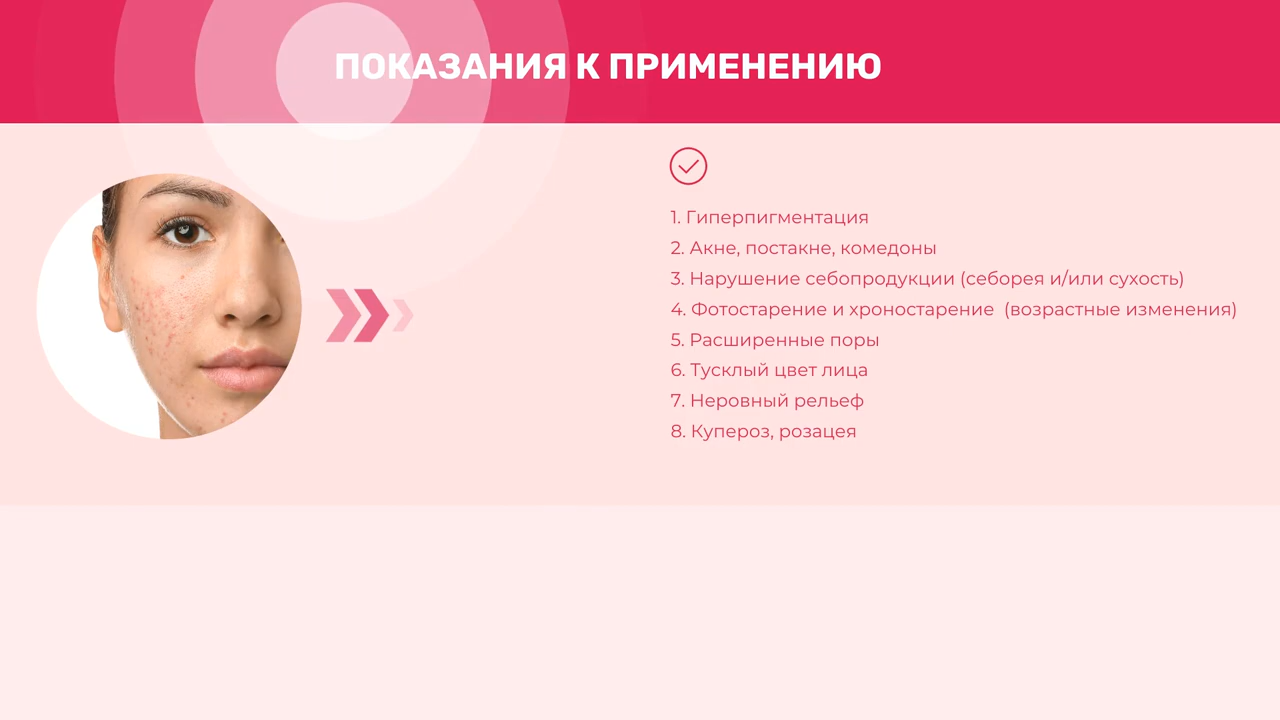 ПОКАЗАНИЯ К ПРИМЕНЕНИЮ
1. Гиперпигментация
2. Акне, постакне, комедоны
3. Нарушение себопродукции (себорея и/или сухость)
4. Фотостарение и хроностарение  (возрастные изменения)
5. Расширенные поры
6. Тусклый цвет лица
7. Неровный рельеф
8. Купероз, розацея